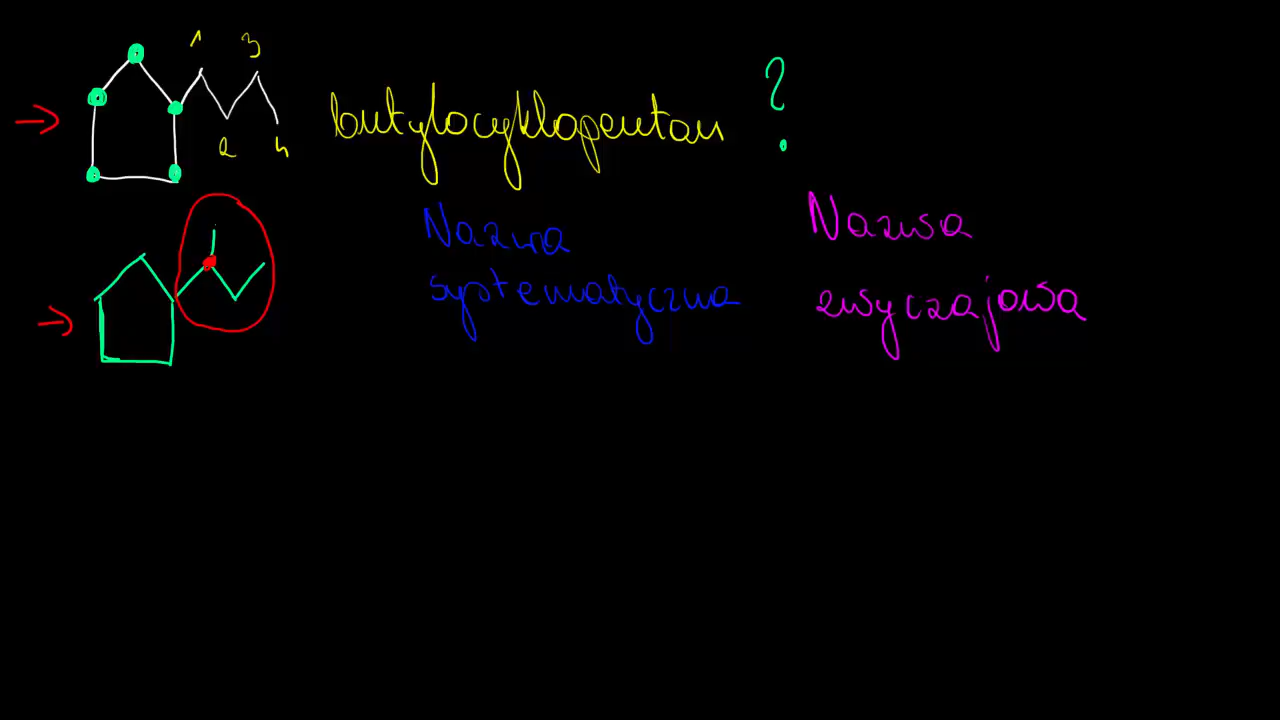 1 3
butylocyklopentan ?
2 4
Nazwa Nazwa
systematyczna zwyczajowa